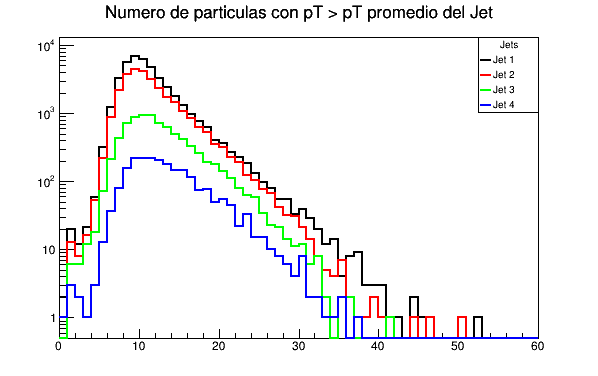 Numero de particulas con pT > pT promedio del Jet
Jets
Jet 1
Jet 2
Jet 3
Jet 4
10^4
10^3
10^2
10
1
0 10 20 30 40 50 60